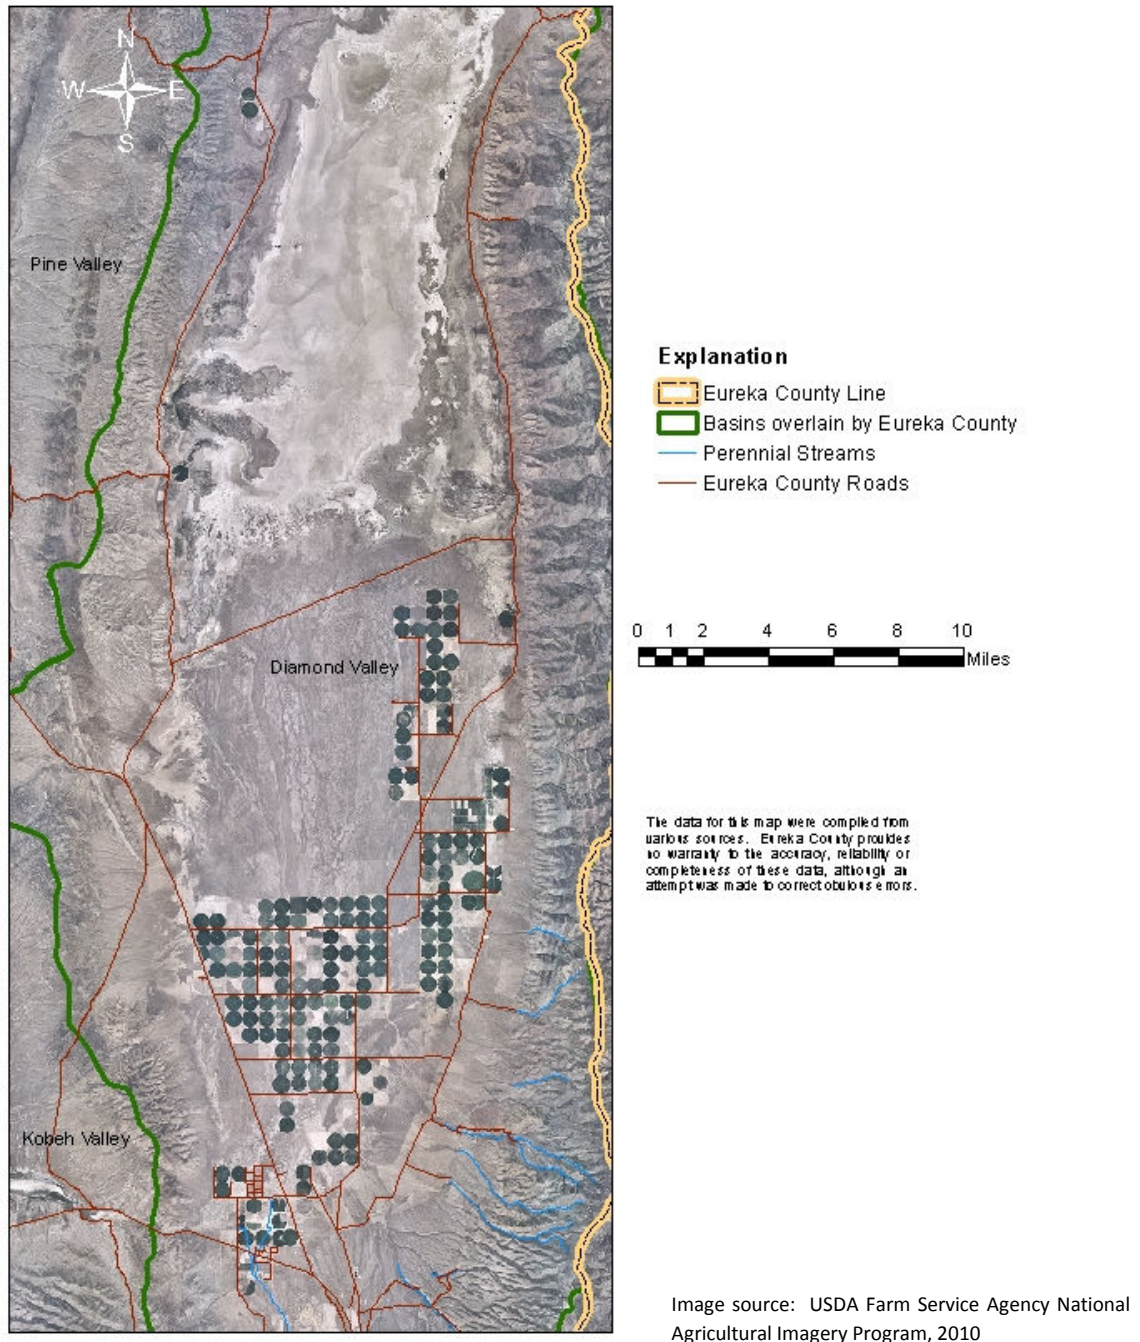 N
W E
S
Pine Valley
Explanation
Eureka County Line
Basins overlain by Eureka County
Perennial Streams
Eureka County Roads
0 1 2 4 6 8 10
Miles
Diamond Valley
The data for this map were compiled from
various sources. Eureka County provides
no warranty to the accuracy, reliability or
completeness of these data, although an
attempt was made to correct obvious errors.
Kobeh Valley
Image source: USDA Farm Service Agency National
Agricultural Imagery Program, 2010